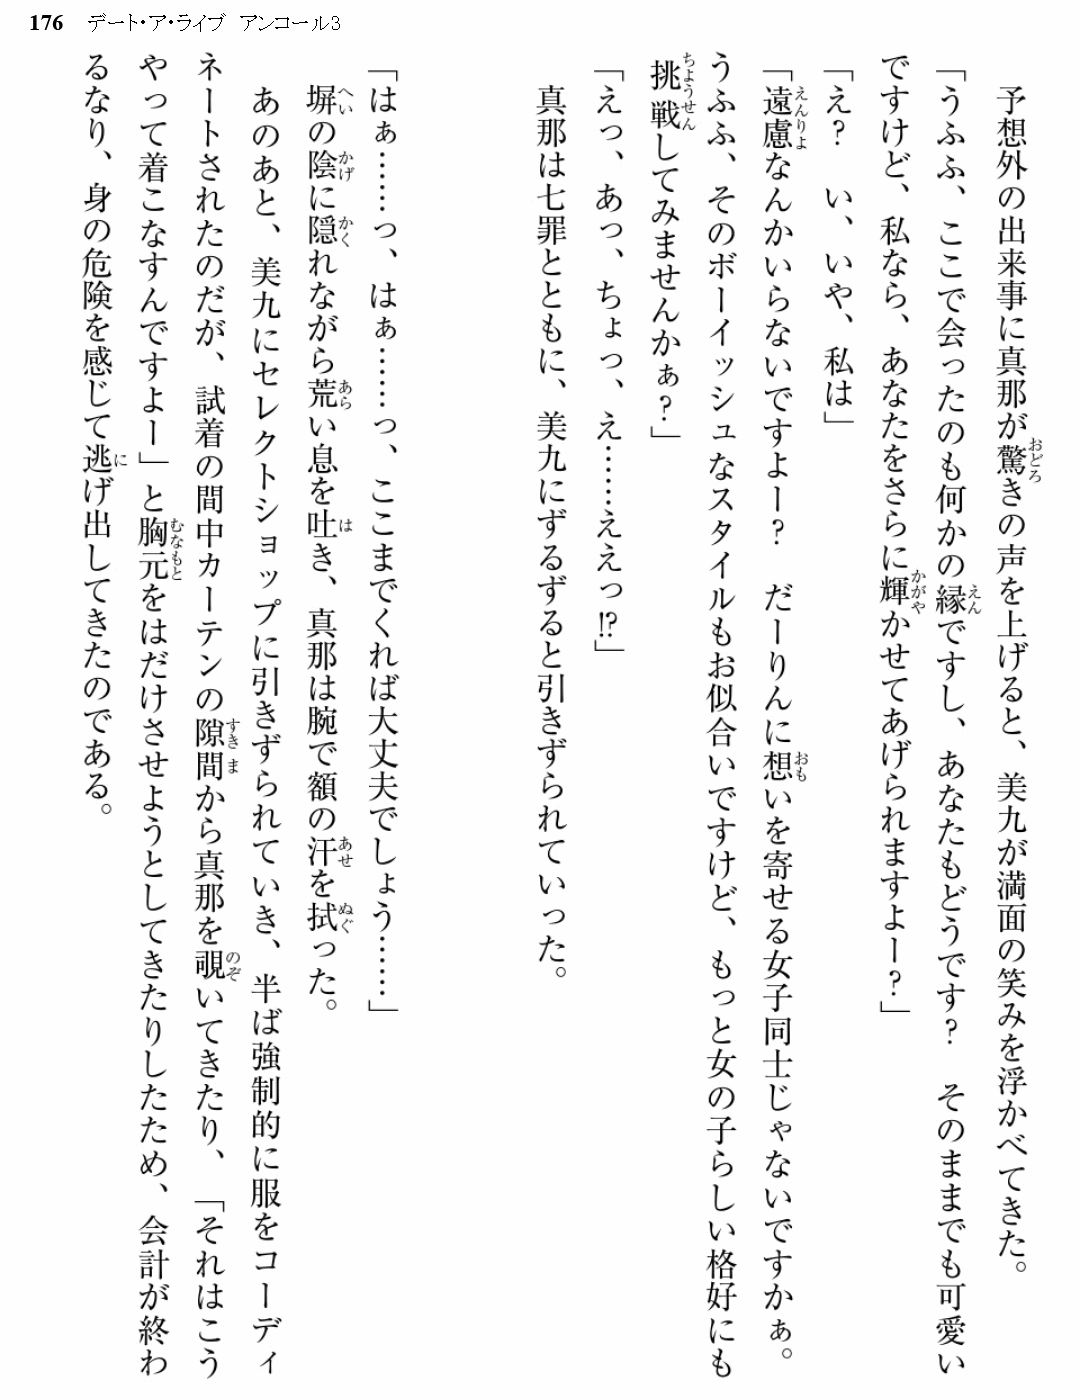 176 デート・ア・ライブ アンコール3
　予想外の出来事に真那が驚きの声を上げると、美九が満面の笑みを浮かべてきた。
「うふふ、ここで会ったのも何かの縁ですし、あなたもどうです？　そのままでも可愛い
ですけど、私なら、あなたをさらに輝かせてあげられますよー？」
「え？　い、いや、私は」
「遠慮なんかいらないですよー？　だーりんに想いを寄せる女子同士じゃないですかぁ。
うふふ、そのボーイッシュなスタイルもお似合いですけど、もっと女の子らしい格好にも
挑戦してみませんかぁ？」
「えっ、あっ、ちょっ、え……ええっ!?」
　真那は七罪とともに、美九にずるずると引きずられていった。
「はぁ……っ、はぁ……っ、ここまでくれば大丈夫でしょう……」
　塀の陰に隠れながら荒い息を吐き、真那は腕で額の汗を拭った。
　あのあと、美九にセレクトショップに引きずられていき、半ば強制的に服をコーディ
ネートされたのだが、試着の間中カーテンの隙間から真那を覗いてきたり、「それはこう
やって着こなすんですよー」と胸元をはだけさせようとしてきたりしたため、会計が終わ
るなり、身の危険を感じて逃げ出してきたのである。